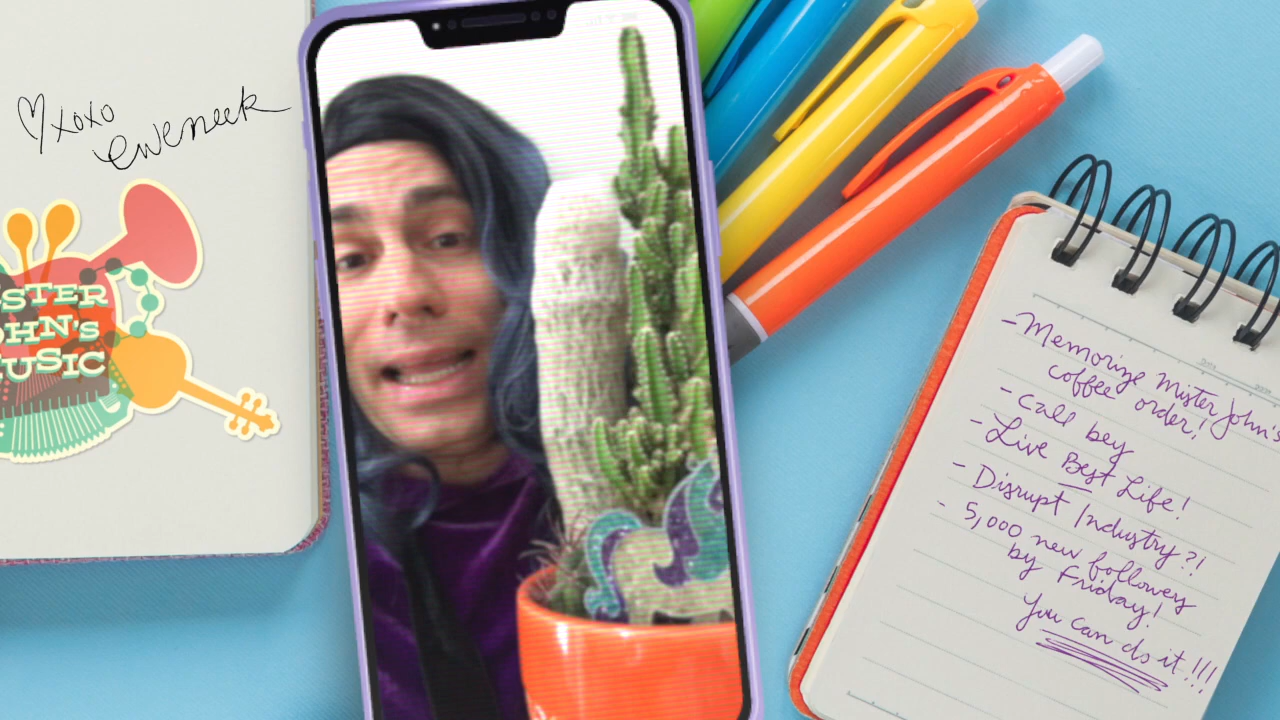 ♡xoxo
eweneek
STER
OHN's
USIC
-Memorize Mister John's
coffee order!
-call bey
-Live Best Life!
- Disrupt Industry?!
- 5,000 new followers
by Friday!
You can do it!!!